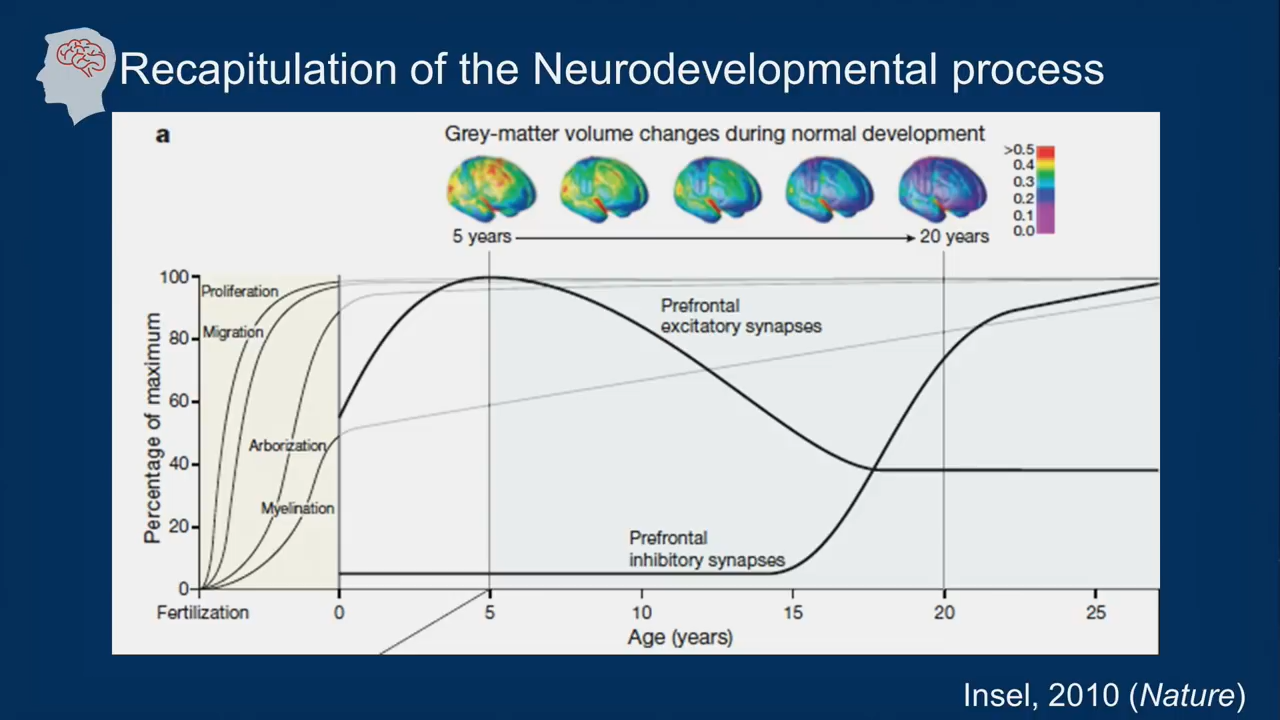 Recapitulation of the Neurodevelopmental process
a
Grey-matter volume changes during normal development
>0.5
0.4
0.3
0.2
0.1
0.0
5 years
20 years
Percentage of maximum
100
80
60
40
20
0
Proliferation
Migration
Arborization
Myelination
Prefrontal
excitatory synapses
Prefrontal
inhibitory synapses
Fertilization
0
5
10
15
20
25
Age (years)
Insel, 2010 (Nature)